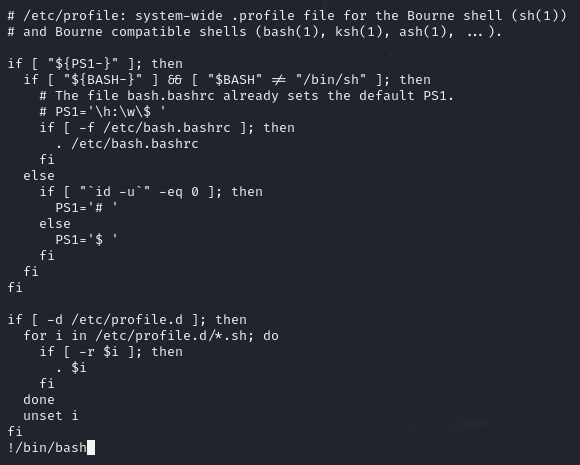 # /etc/profile: system-wide .profile file for the Bourne shell (sh(1))
# and Bourne compatible shells (bash(1), ksh(1), ash(1), ...).

if [ "${PS1-}" ]; then
  if [ "${BASH-}" ] && [ "$BASH" != "/bin/sh" ]; then
    # The file bash.bashrc already sets the default PS1.
    # PS1='\h:\w\$ '
    if [ -f /etc/bash.bashrc ]; then
      . /etc/bash.bashrc
    fi
  else
    if [ "`id -u`" -eq 0 ]; then
      PS1='# '
    else
      PS1='$ '
    fi
  fi
fi

if [ -d /etc/profile.d ]; then
  for i in /etc/profile.d/*.sh; do
    if [ -r $i ]; then
      . $i
    fi
  done
  unset i
fi
!/bin/bash